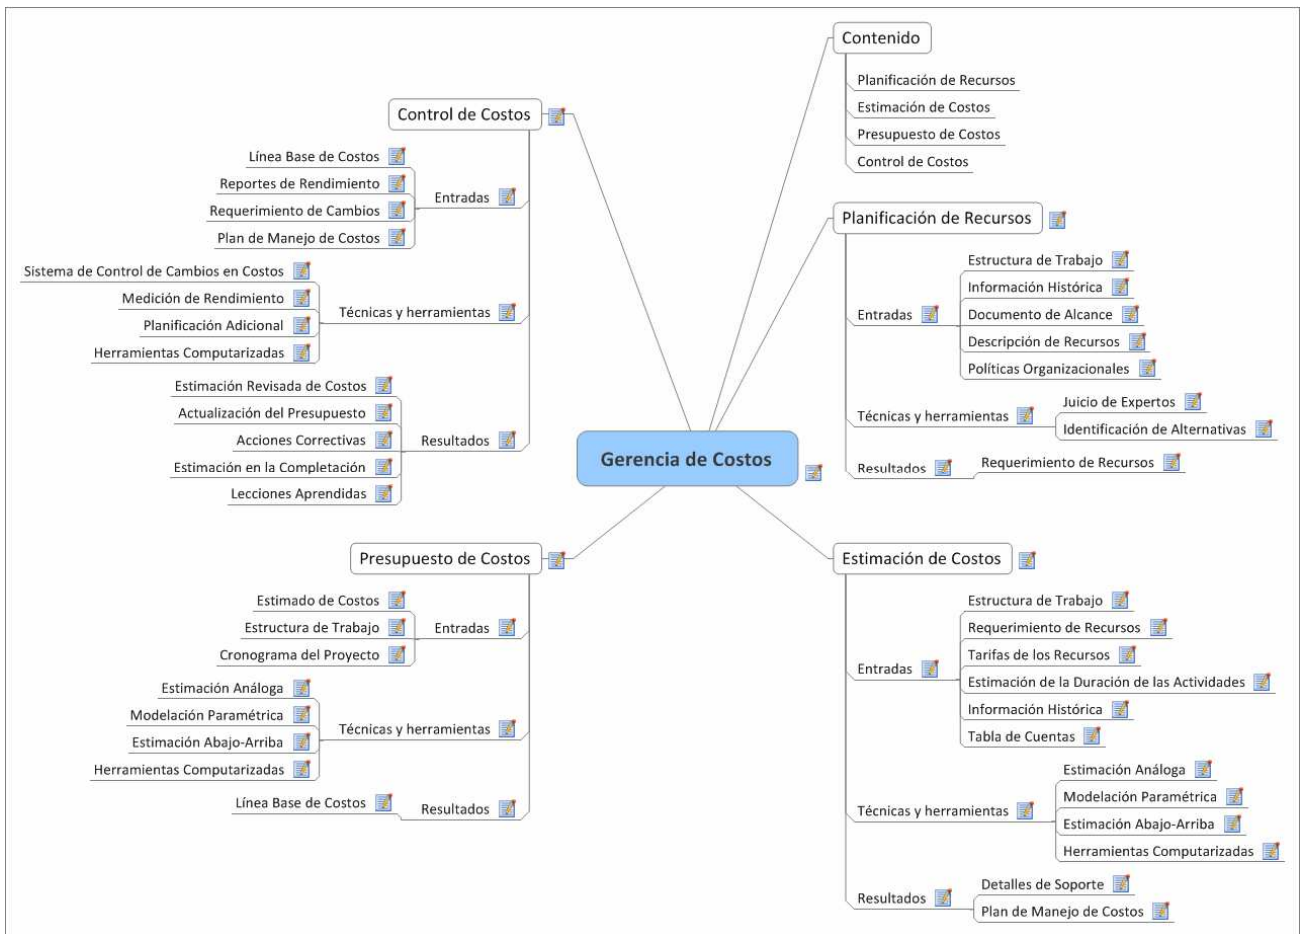 Gerencia de Costos
Contenido
Planificación de Recursos
Estimación de Costos
Presupuesto de Costos
Control de Costos
Planificación de Recursos
Entradas
Estructura de Trabajo
Información Histórica
Documento de Alcance
Descripción de Recursos
Políticas Organizacionales
Técnicas y herramientas
Juicio de Expertos
Identificación de Alternativas
Resultados
Requerimiento de Recursos
Estimación de Costos
Entradas
Estructura de Trabajo
Requerimiento de Recursos
Tarifas de los Recursos
Estimación de la Duración de las Actividades
Información Histórica
Tabla de Cuentas
Técnicas y herramientas
Estimación Análoga
Modelación Paramétrica
Estimación Abajo-Arriba
Herramientas Computarizadas
Resultados
Detalles de Soporte
Plan de Manejo de Costos
Presupuesto de Costos
Entradas
Estimado de Costos
Estructura de Trabajo
Cronograma del Proyecto
Técnicas y herramientas
Estimación Análoga
Modelación Paramétrica
Estimación Abajo-Arriba
Herramientas Computarizadas
Resultados
Línea Base de Costos
Control de Costos
Entradas
Línea Base de Costos
Reportes de Rendimiento
Requerimiento de Cambios
Plan de Manejo de Costos
Técnicas y herramientas
Sistema de Control de Cambios en Costos
Medición de Rendimiento
Planificación Adicional
Herramientas Computarizadas
Resultados
Estimación Revisada de Costos
Actualización del Presupuesto
Acciones Correctivas
Estimación en la Completación
Lecciones Aprendidas